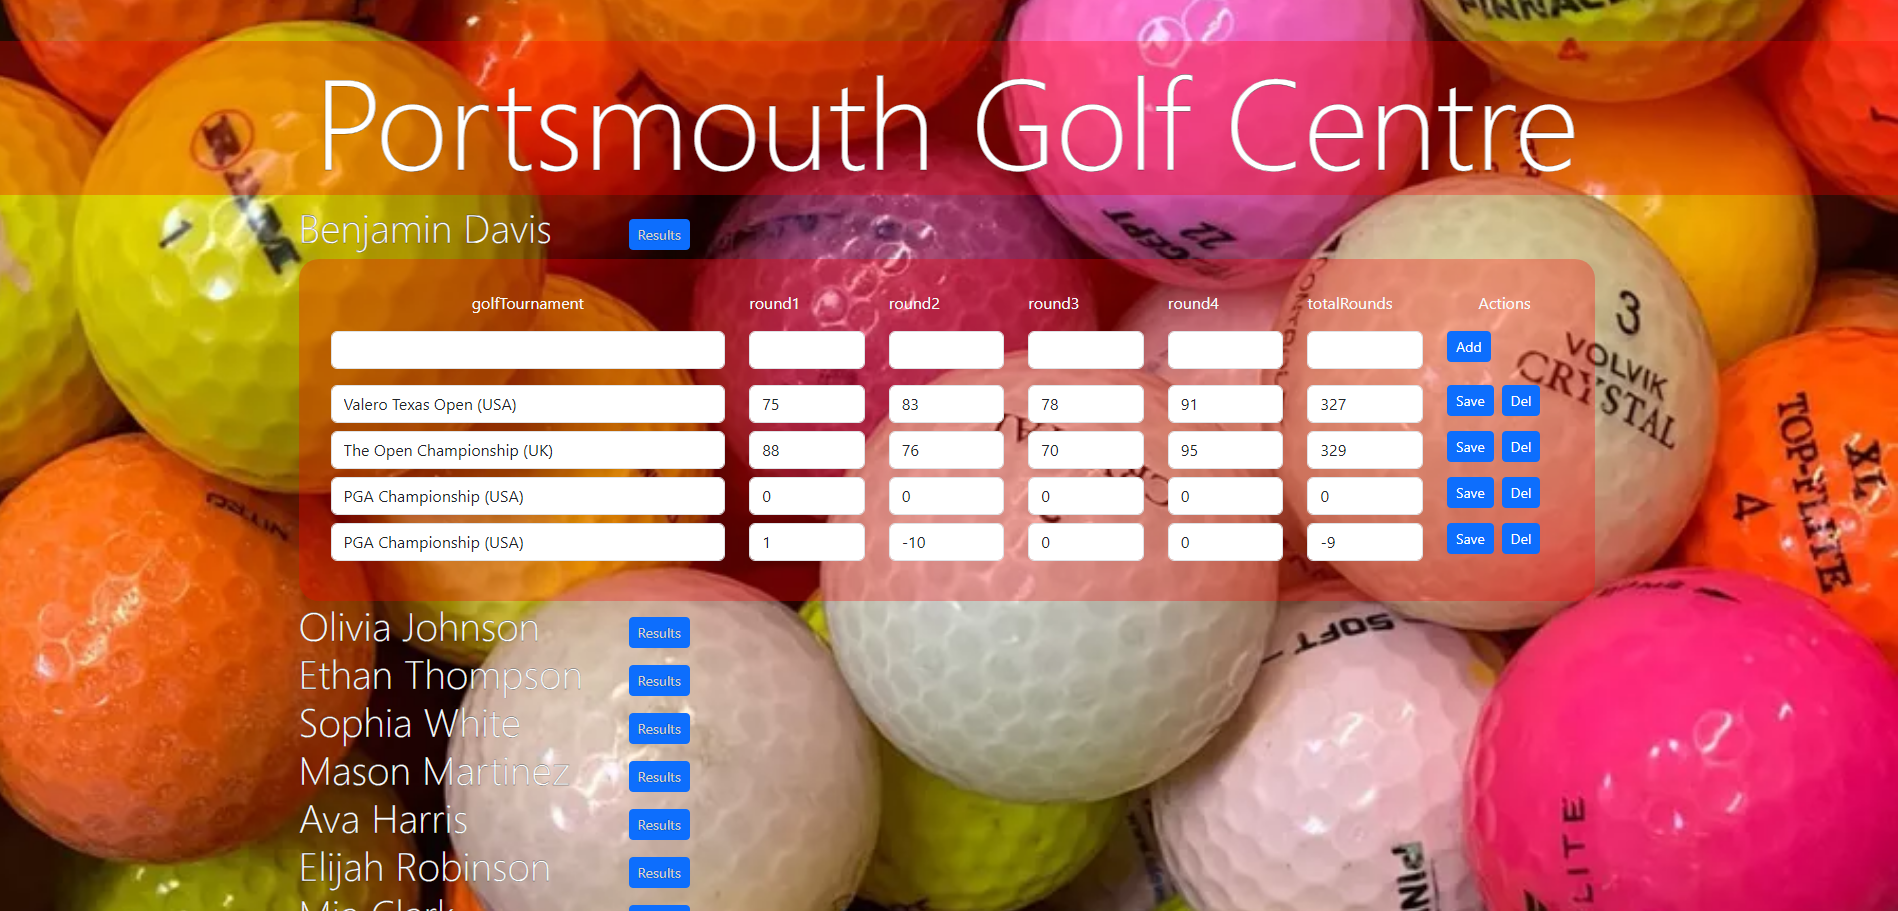 PINNACLE
Portsmouth Golf Centre
1
22
Benjamin Davis Results
golfTournament round1 round2 round3 round4 totalRounds Actions
Add
Valero Texas Open (USA) 75 83 78 91 327 Save Del
The Open Championship (UK) 88 76 70 95 329 Save Del
PGA Championship (USA) 0 0 0 0 0 Save Del
PGA Championship (USA) 1 -10 0 0 -9 Save Del
3
VOLVIK
CRYSTAL
TOP-FLITE
XL
4
SOFT
Olivia Johnson Results
Ethan Thompson Results
Sophia White Results
Mason Martinez Results
Ava Harris Results
Elijah Robinson Results
Mia Clark
LITE